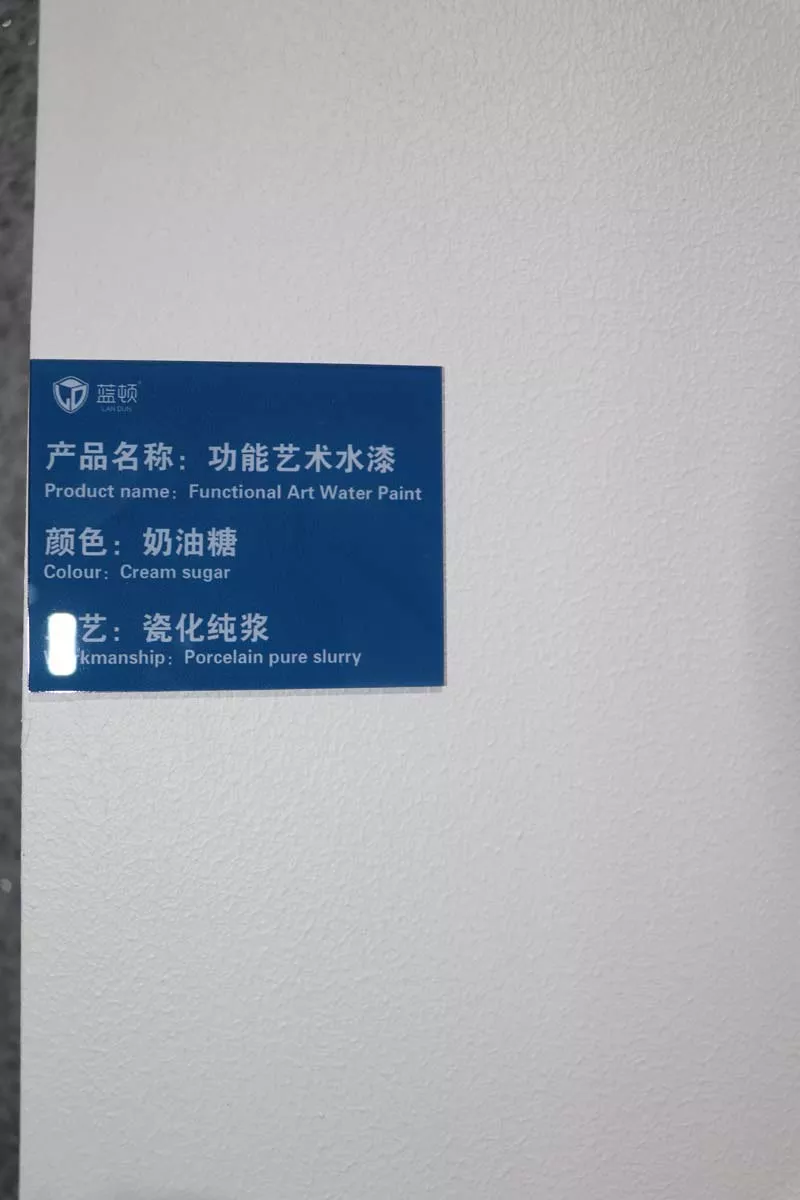 蓝顿
LAN DUN
产品名称：功能艺术水漆
Product name：Functional Art Water Paint
颜色：奶油糖
Colour：Cream sugar
艺：瓷化纯浆
Porcelain pure slurry